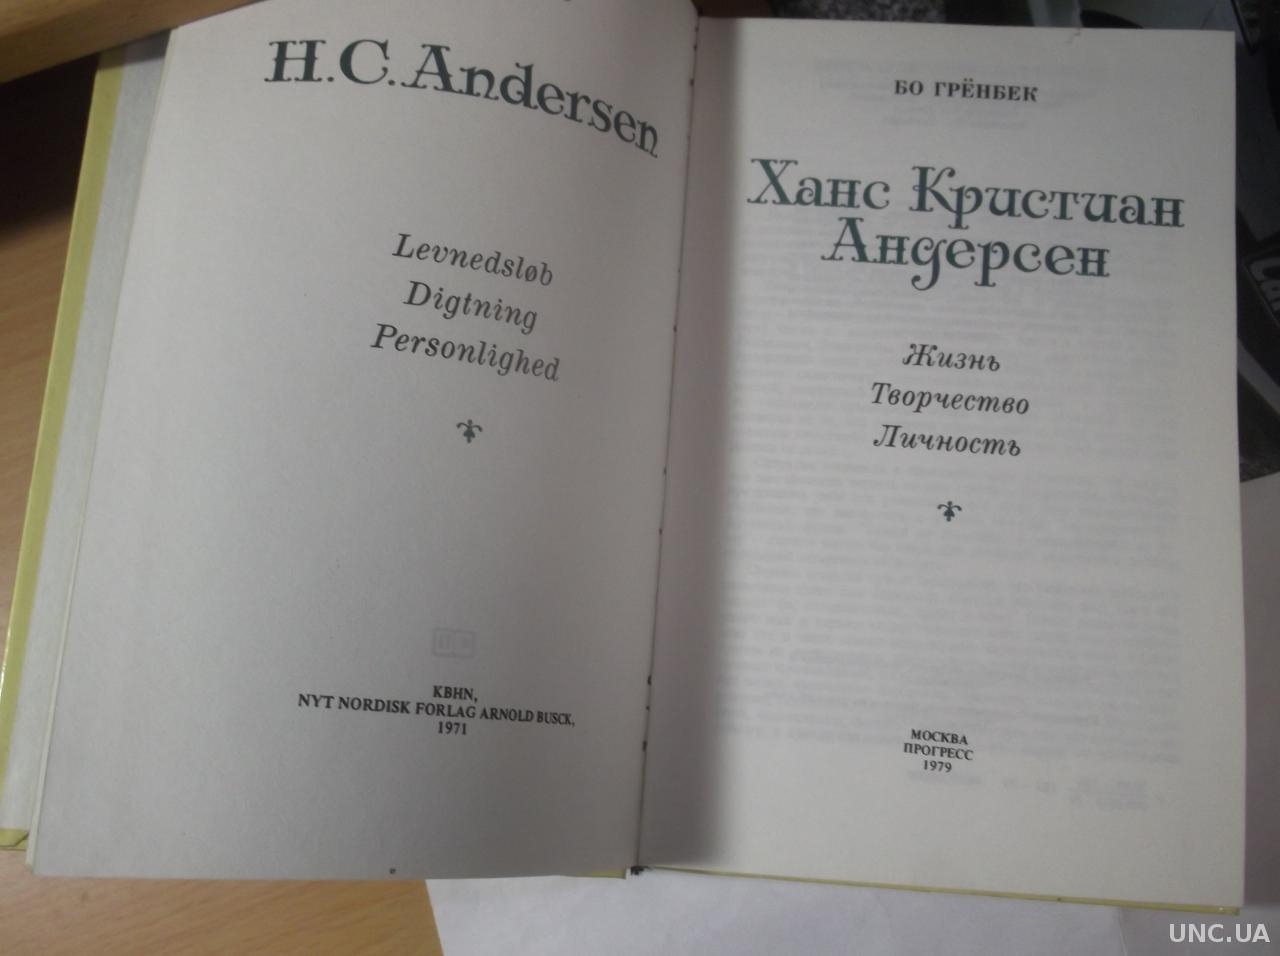 H.C.Andersen
Levnedsløb
Digtning
Personlighed
KBHN,
NYT NORDISK FORLAG ARNOLD BUSCK,
1971
БО ГРЁНБЕК
Ханс Кристиан
Андерсен
Жизнь
Творчество
Личность
МОСКВА
ПРОГРЕСС
1979
UNC.UA